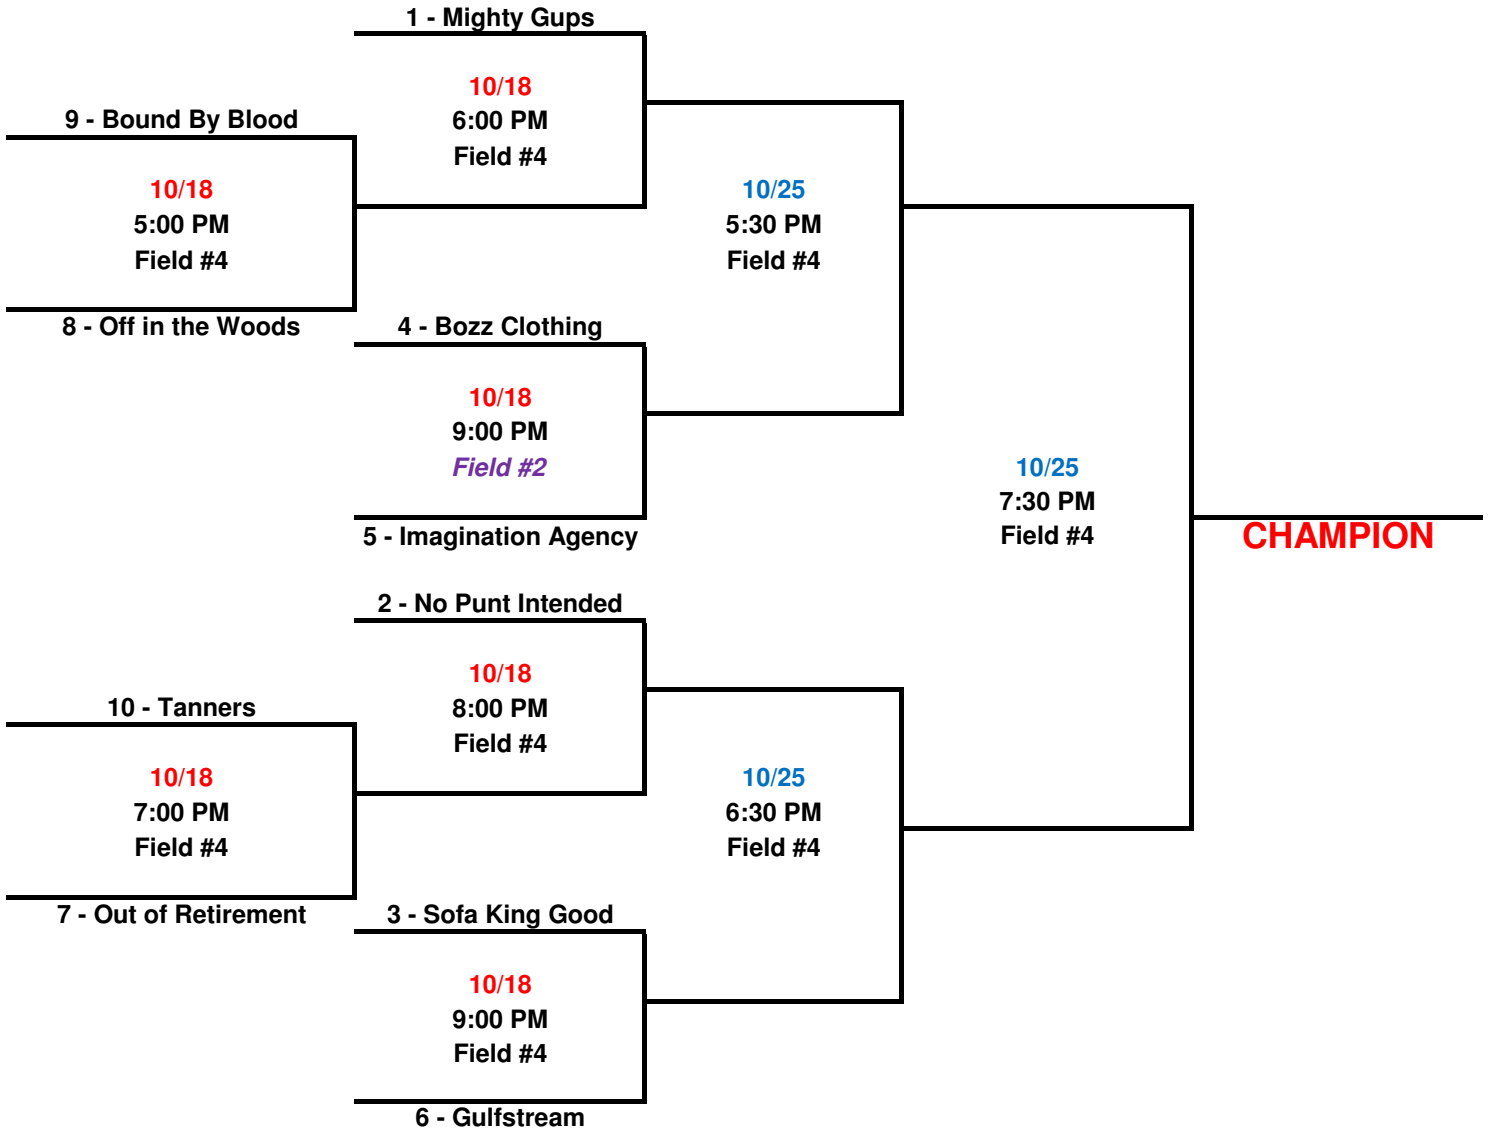 1 - Mighty Gups
10/18
6:00 PM
Field #4
9 - Bound By Blood
10/18
5:00 PM
Field #4
8 - Off in the Woods
10/25
5:30 PM
Field #4
4 - Bozz Clothing
10/18
9:00 PM
Field #2
5 - Imagination Agency
10/25
7:30 PM
Field #4
CHAMPION
2 - No Punt Intended
10/18
8:00 PM
Field #4
10 - Tanners
10/18
7:00 PM
Field #4
7 - Out of Retirement
10/25
6:30 PM
Field #4
3 - Sofa King Good
10/18
9:00 PM
Field #4
6 - Gulfstream